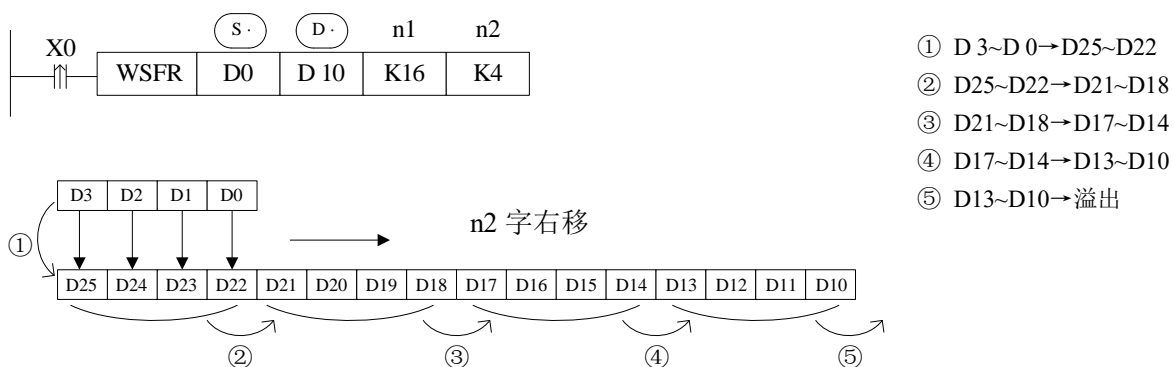 S · D · n1 n2
X0
WSFR D0 D 10 K16 K4
① D 3~D 0→D25~D22
② D25~D22→D21~D18
③ D21~D18→D17~D14
④ D17~D14→D13~D10
⑤ D13~D10→溢出
D3 D2 D1 D0
n2 字右移
①
D25 D24 D23 D22 D21 D20 D19 D18 D17 D16 D15 D14 D13 D12 D11 D10
② ③ ④ ⑤